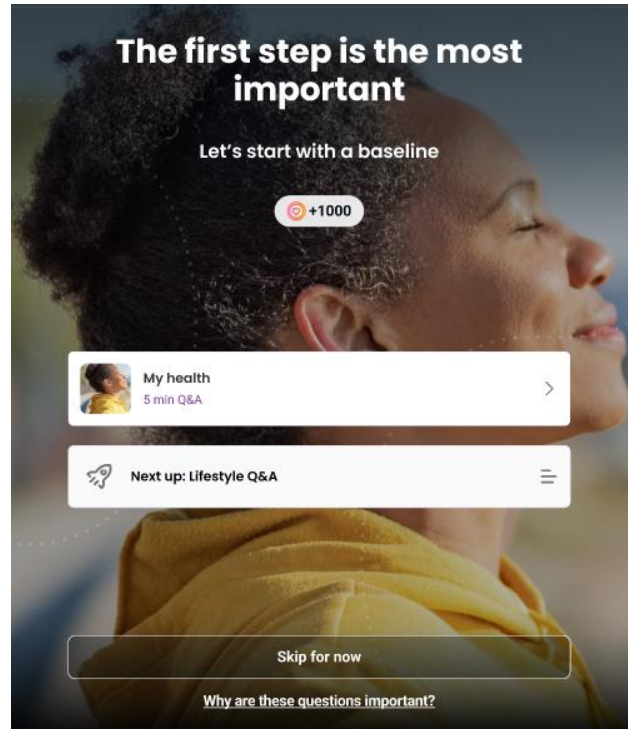 The first step is the most
important
Let's start with a baseline
+1000
My health
5 min Q&A
Next up: Lifestyle Q&A
Skip for now
Why are these questions important?